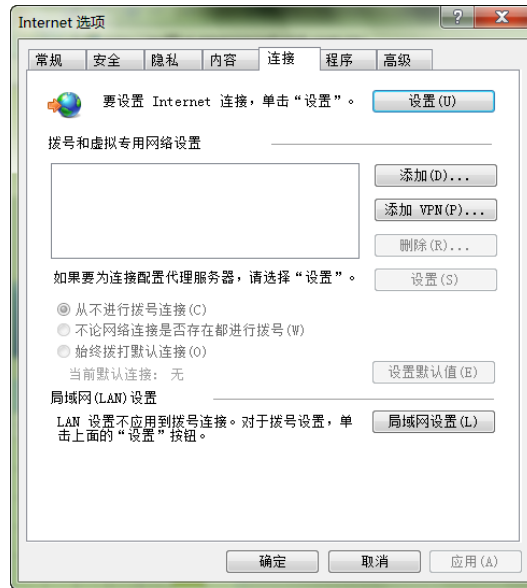 Internet 选项
常规 安全 隐私 内容 连接 程序 高级
要设置 Internet 连接，单击“设置”。 设置(U)
拨号和虚拟专用网络设置
添加(D)...
添加 VPN(P)...
删除(R)...
如果要为连接配置代理服务器，请选择“设置”。 设置(S)
从不进行拨号连接(C)
不论网络连接是否存在都进行拨号(W)
始终拨打默认连接(O)
当前默认连接： 无 设置默认值(E)
局域网(LAN)设置
LAN 设置不应用到拨号连接。对于拨号设置，单 局域网设置(L)
击上面的“设置”按钮。
确定 取消 应用(A)